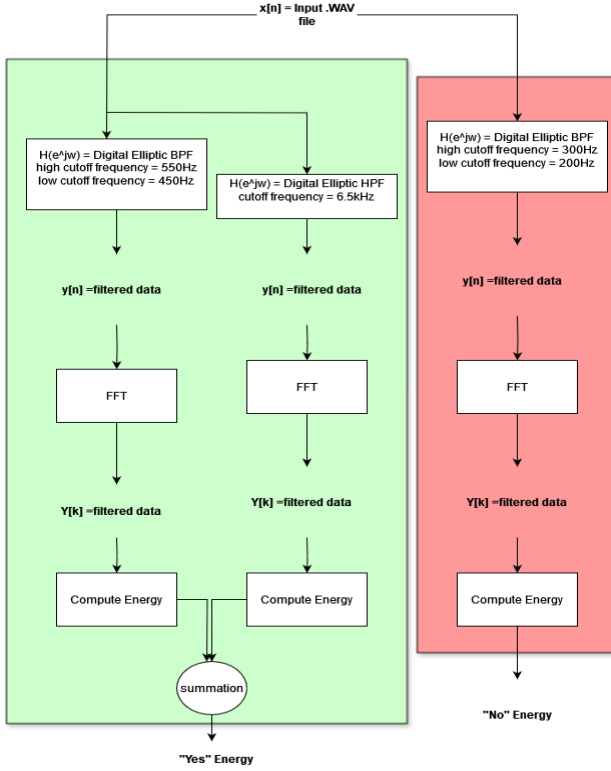 x[n] = Input .WAV
file
H(e^jw) = Digital Elliptic BPF
high cutoff frequency = 550Hz
low cutoff frequency = 450Hz
H(e^jw) = Digital Elliptic HPF
cutoff frequency = 6.5kHz
H(e^jw) = Digital Elliptic BPF
high cutoff frequency = 300Hz
low cutoff frequency = 200Hz
y[n] =filtered data
y[n] =filtered data
y[n] =filtered data
FFT
FFT
FFT
Y[k] =filtered data
Y[k] =filtered data
Y[k] =filtered data
Compute Energy
Compute Energy
Compute Energy
summation
"No" Energy
"Yes" Energy